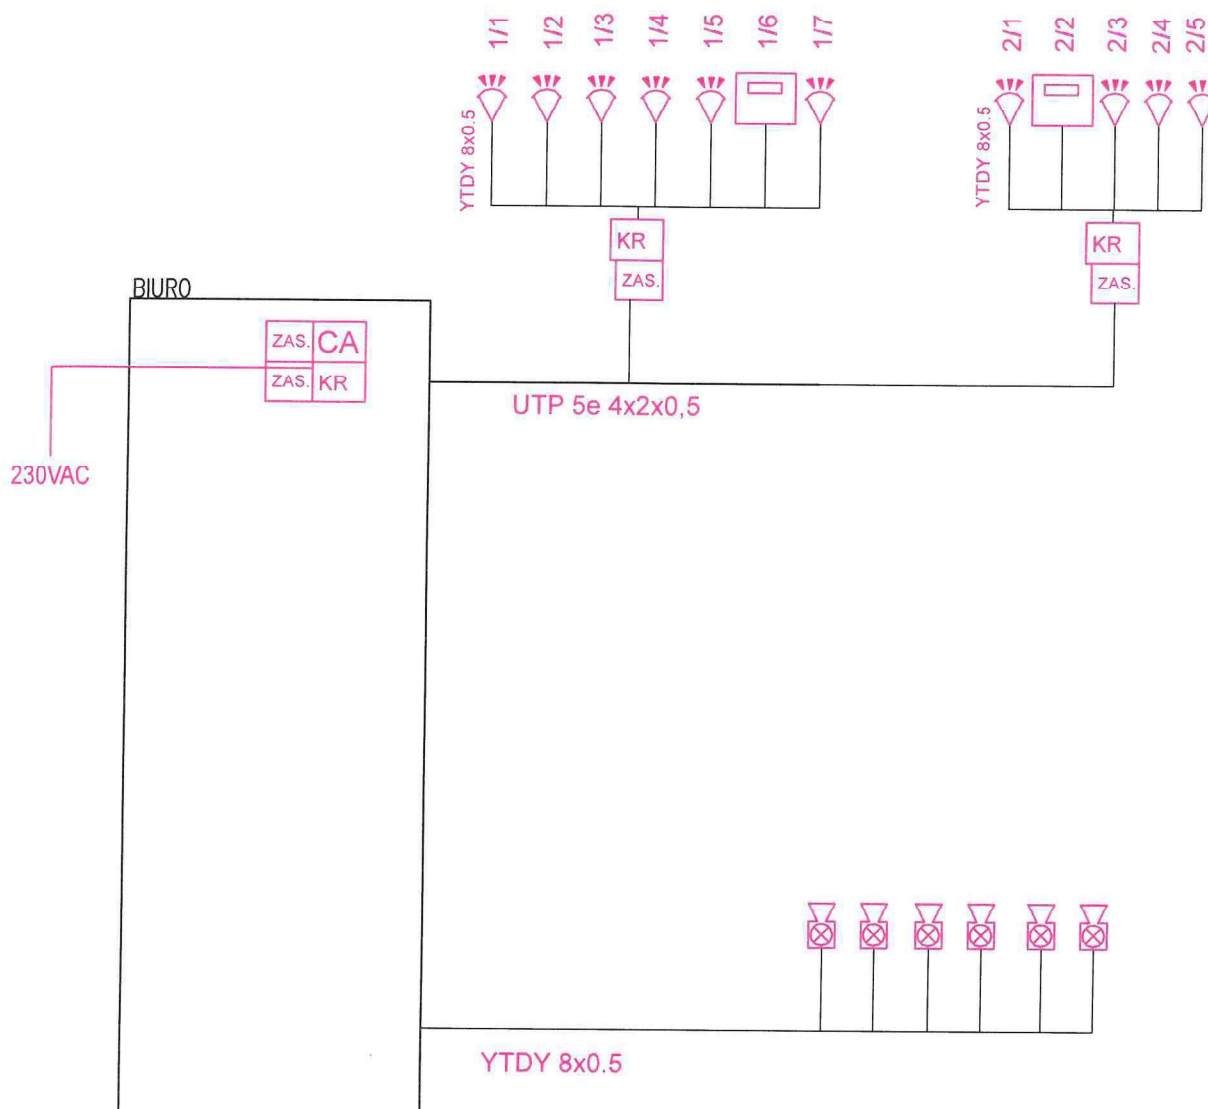 1/1 1/2 1/3 1/4 1/5 1/6 1/7
2/1 2/2 2/3 2/4 2/5
YTDY 8x0.5
YTDY 8x0.5
KR
ZAS.
KR
ZAS.
BIURO
ZAS. CA
ZAS. KR
UTP 5e 4x2x0,5
230VAC
YTDY 8x0.5